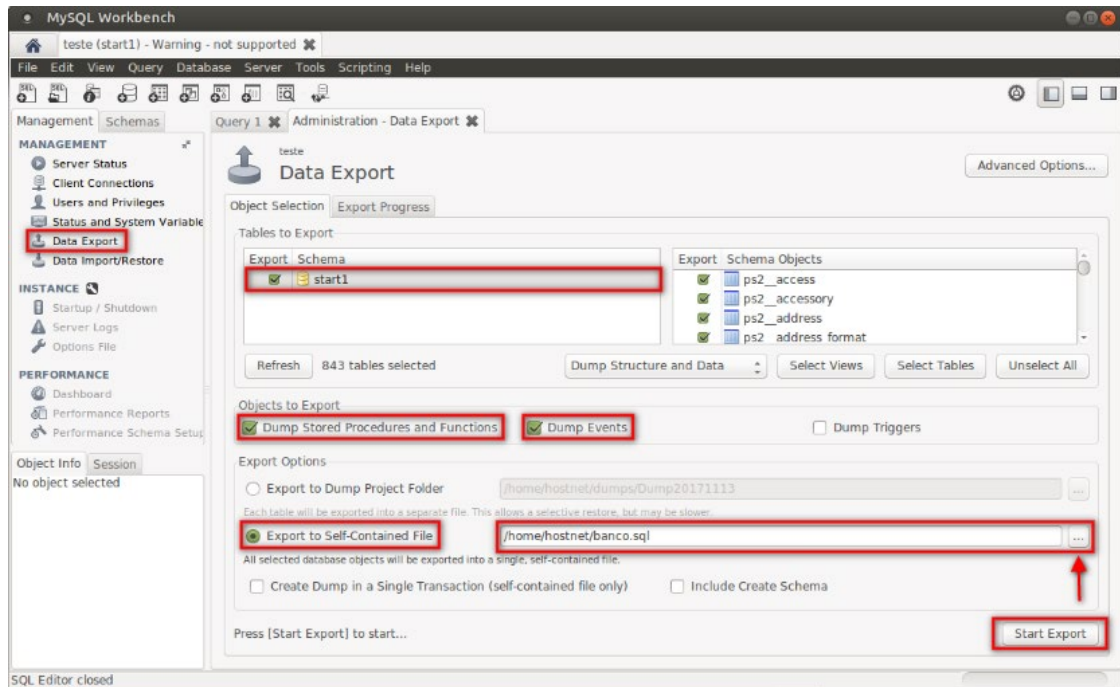 MySQL Workbench
teste (start1) - Warning - not supported
File Edit View Query Database Server Tools Scripting Help
Management Schemas
MANAGEMENT
Server Status
Client Connections
Users and Privileges
Status and System Variable
Data Export
Data Import/Restore
INSTANCE
Startup / Shutdown
Server Logs
Options File
PERFORMANCE
Dashboard
Performance Reports
Performance Schema Setup
Object Info Session
No object selected
Query 1 Administration - Data Export
teste
Data Export
Advanced Options...
Object Selection Export Progress
Tables to Export
Export Schema
start1
Export Schema Objects
ps2__access
ps2__accessory
ps2__address
ps2__address_format
Refresh 843 tables selected Dump Structure and Data Select Views Select Tables Unselect All
Objects to Export
Dump Stored Procedures and Functions Dump Events Dump Triggers
Export Options
Export to Dump Project Folder /home/hostnet/dumps/Dump20171113 ...
Each table will be exported into a separate file. This allows a selective restore, but may be slower.
Export to Self-Contained File /home/hostnet/banco.sql ...
All selected database objects will be exported into a single, self-contained file.
Create Dump in a Single Transaction (self-contained file only) Include Create Schema
Press [Start Export] to start... Start Export
SQL Editor closed